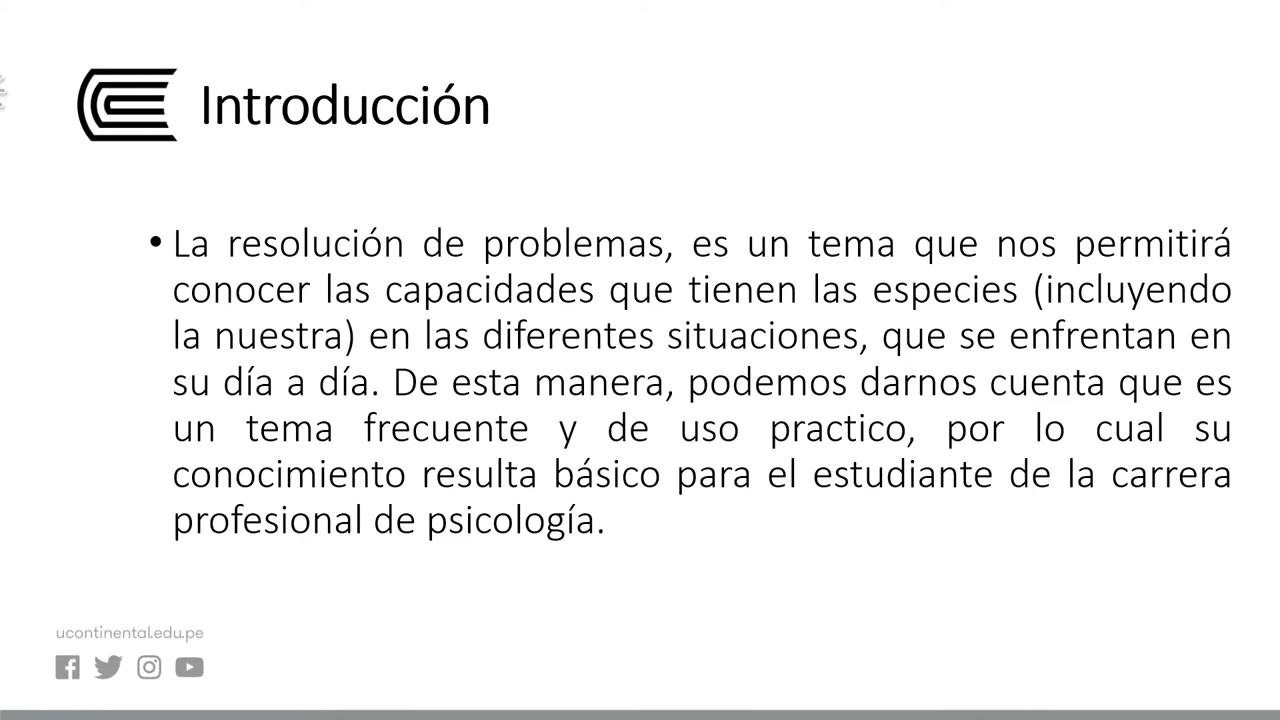 Introducción
• La resolución de problemas, es un tema que nos permitirá
conocer las capacidades que tienen las especies (incluyendo
la nuestra) en las diferentes situaciones, que se enfrentan en
su día a día. De esta manera, podemos darnos cuenta que es
un tema frecuente y de uso practico, por lo cual su
conocimiento resulta básico para el estudiante de la carrera
profesional de psicología.
ucontinental.edu.pe